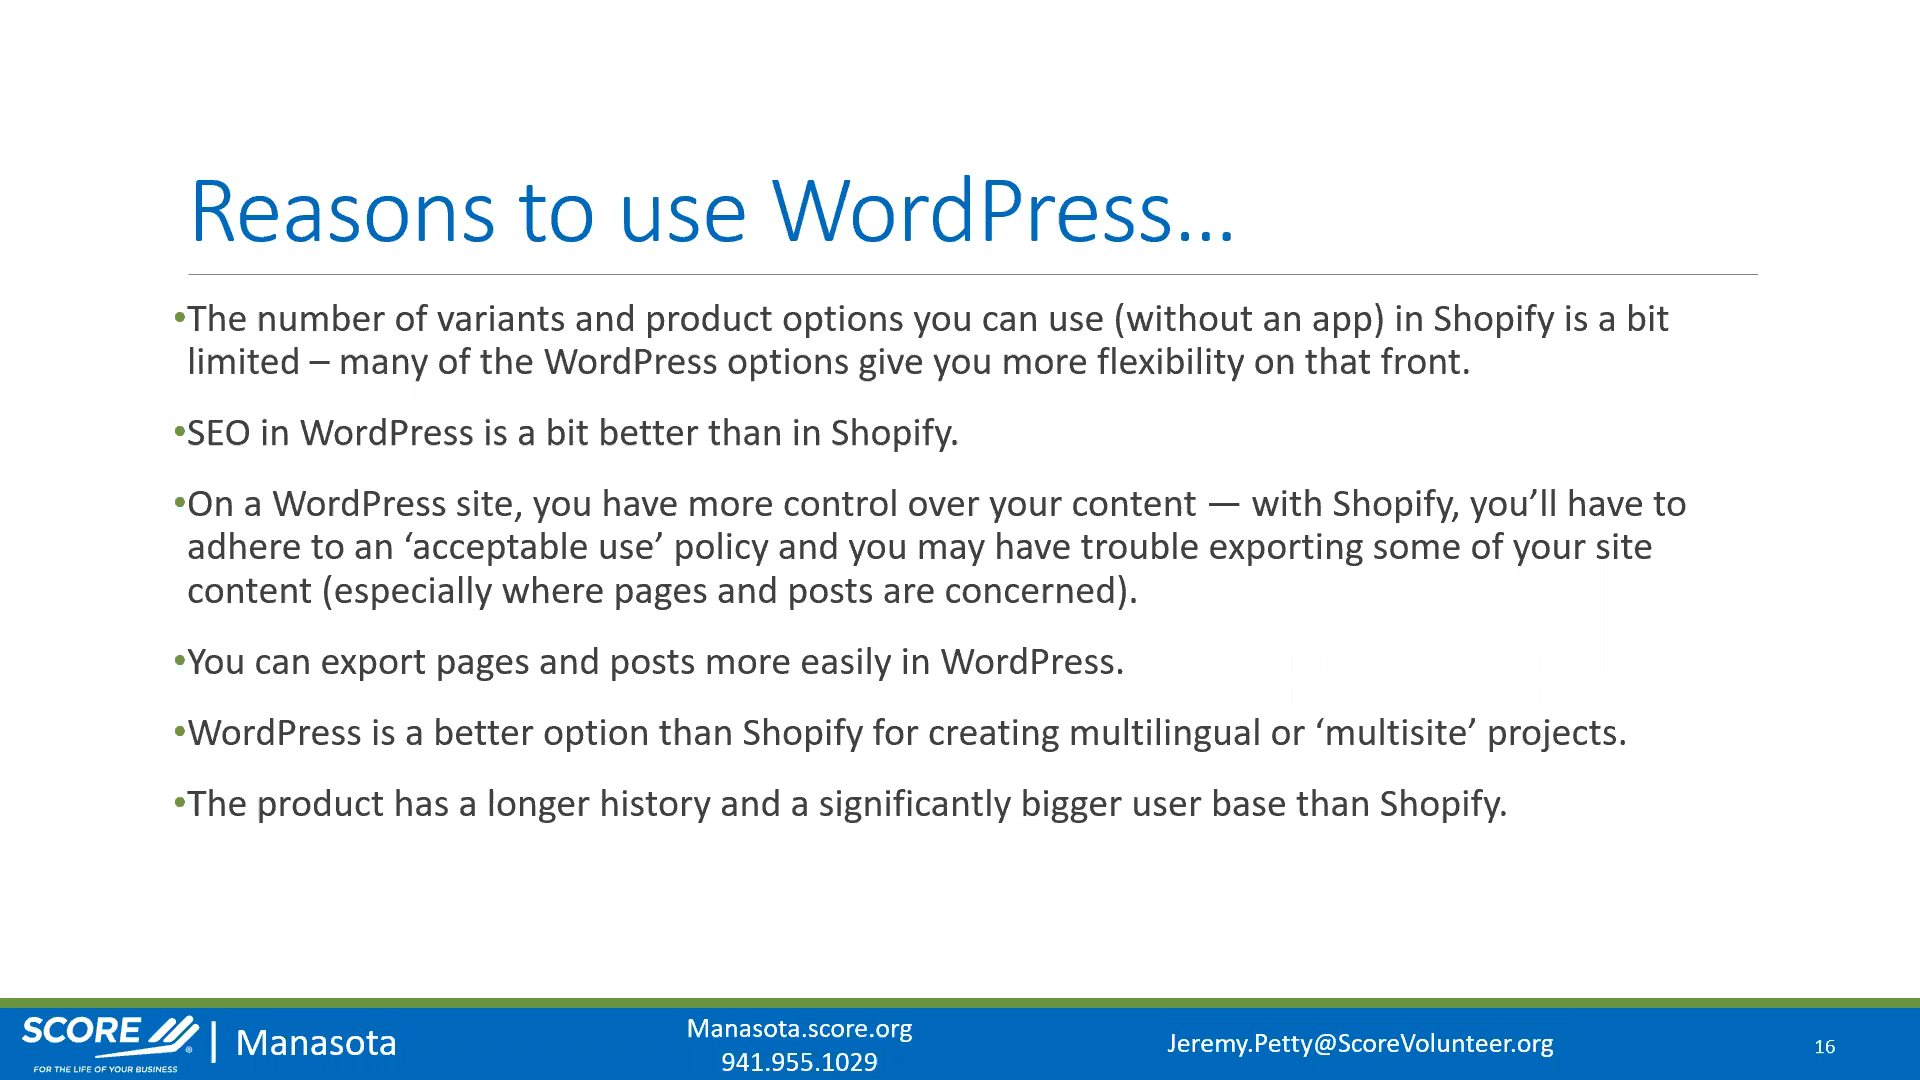 Reasons to use WordPress...
•The number of variants and product options you can use (without an app) in Shopify is a bit
limited – many of the WordPress options give you more flexibility on that front.
•SEO in WordPress is a bit better than in Shopify.
•On a WordPress site, you have more control over your content — with Shopify, you’ll have to
adhere to an ‘acceptable use’ policy and you may have trouble exporting some of your site
content (especially where pages and posts are concerned).
•You can export pages and posts more easily in WordPress.
•WordPress is a better option than Shopify for creating multilingual or ‘multisite’ projects.
•The product has a longer history and a significantly bigger user base than Shopify.
SCORE ® | Manasota
FOR THE LIFE OF YOUR BUSINESS
Manasota.score.org
941.955.1029
Jeremy.Petty@ScoreVolunteer.org
16